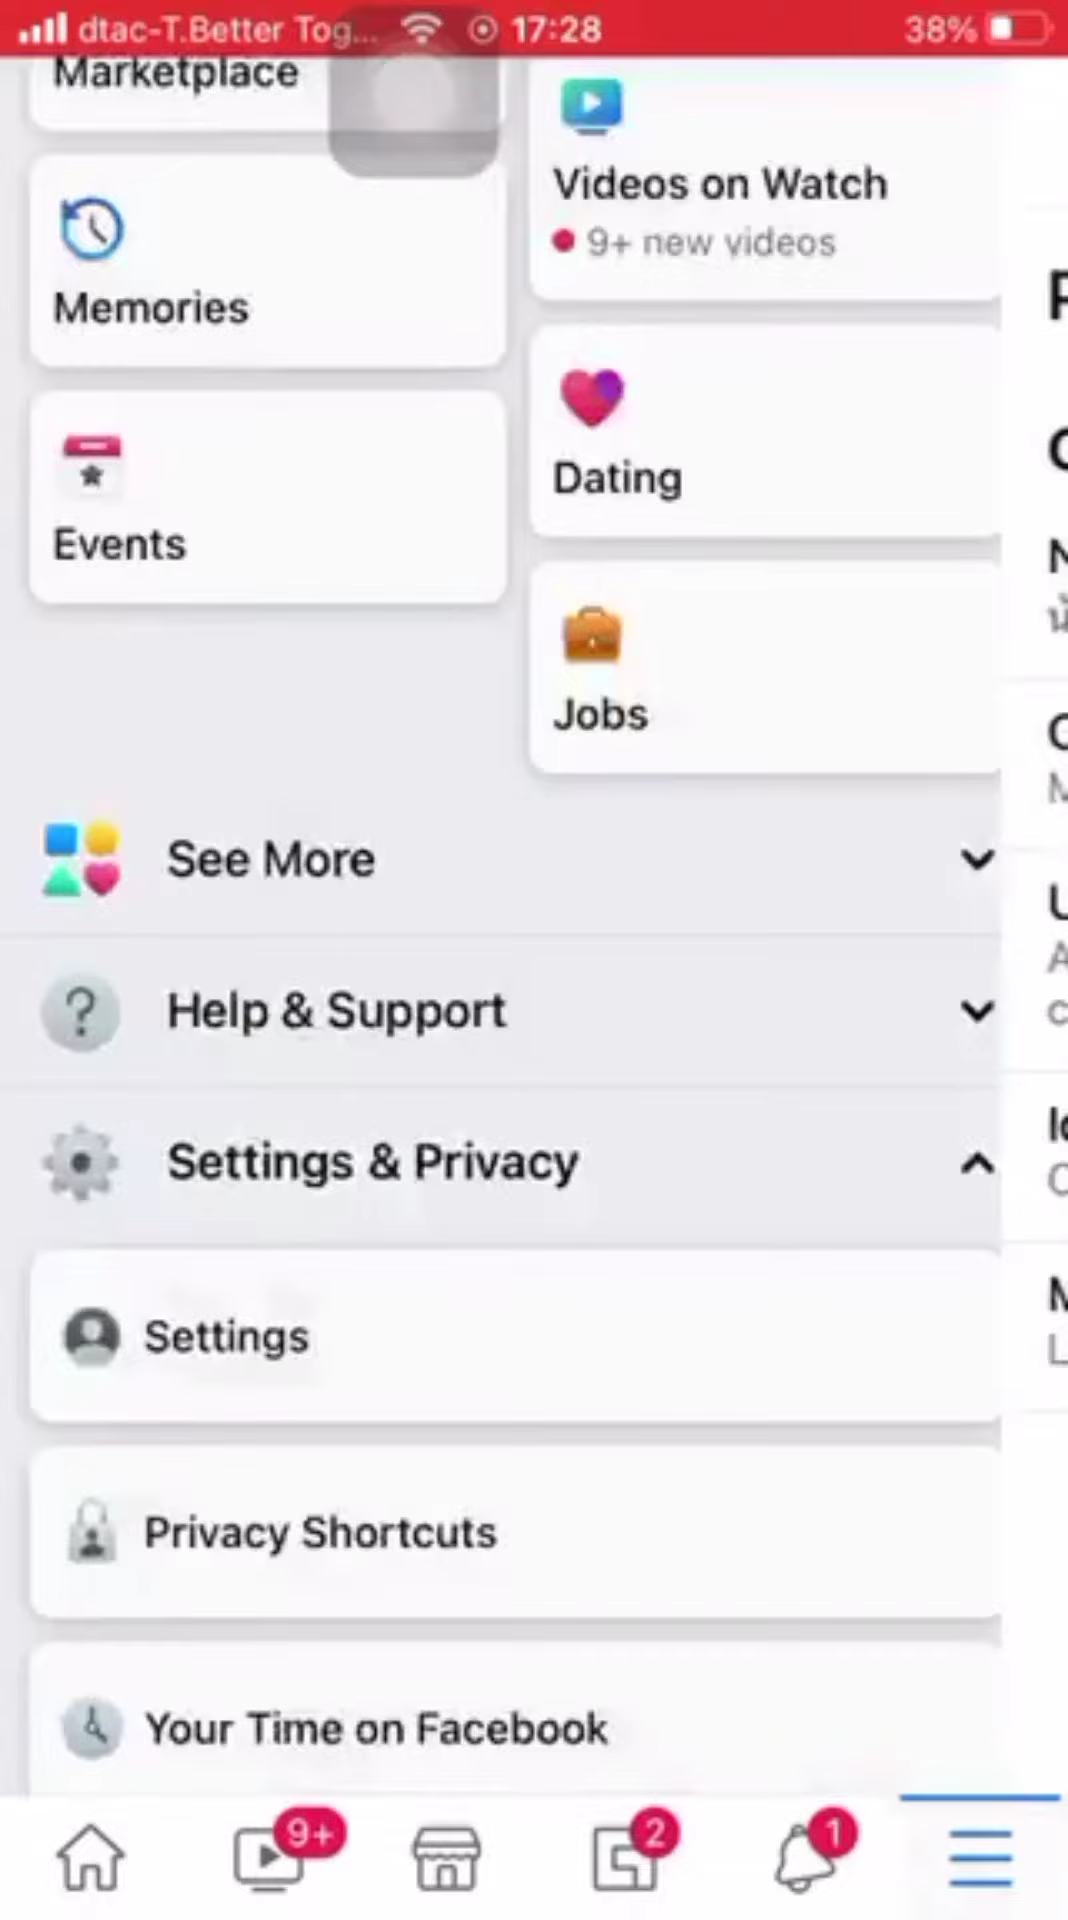 dtac-T.Better Tog... 17:28 38%
Marketplace
Videos on Watch
9+ new videos
Memories
Dating
Events
Jobs
See More
Help & Support
Settings & Privacy
Settings
Privacy Shortcuts
Your Time on Facebook
9+ 2 1